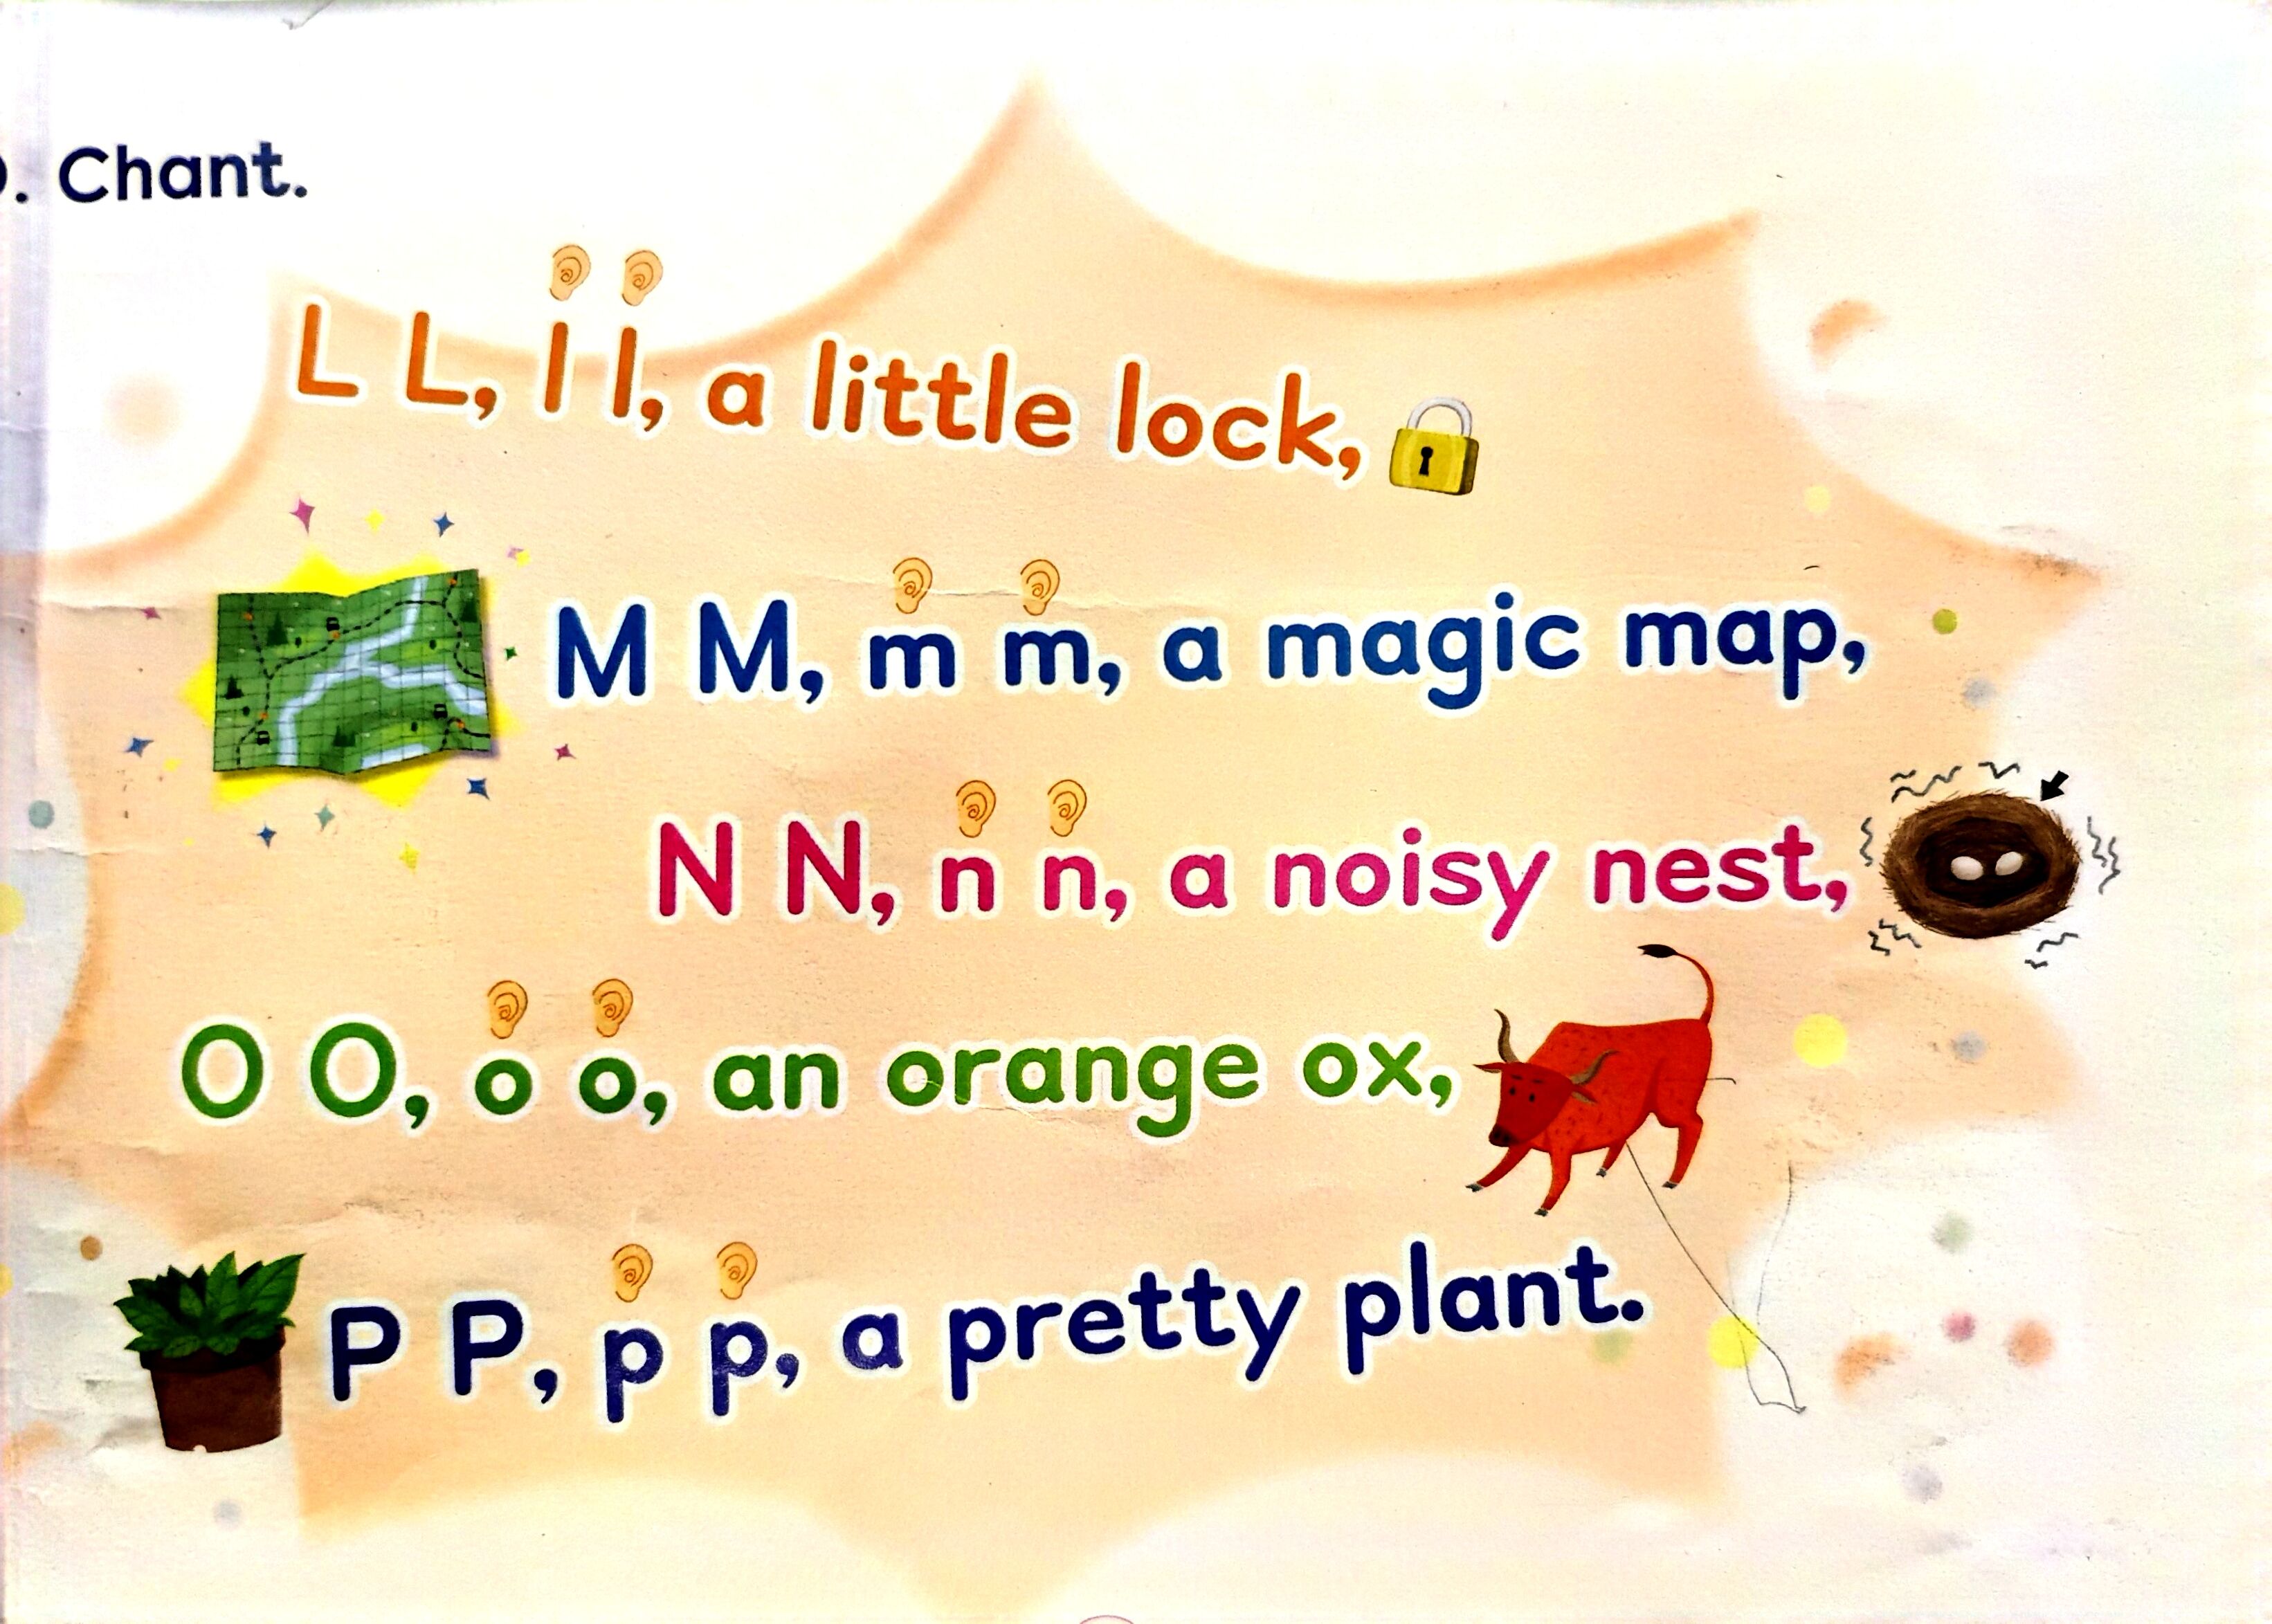 . Chant.
L L, l l, a little lock,
M M, m m, a magic map,
N N, n n, a noisy nest,
O O, o o, an orange ox,
P P, p p, a pretty plant.